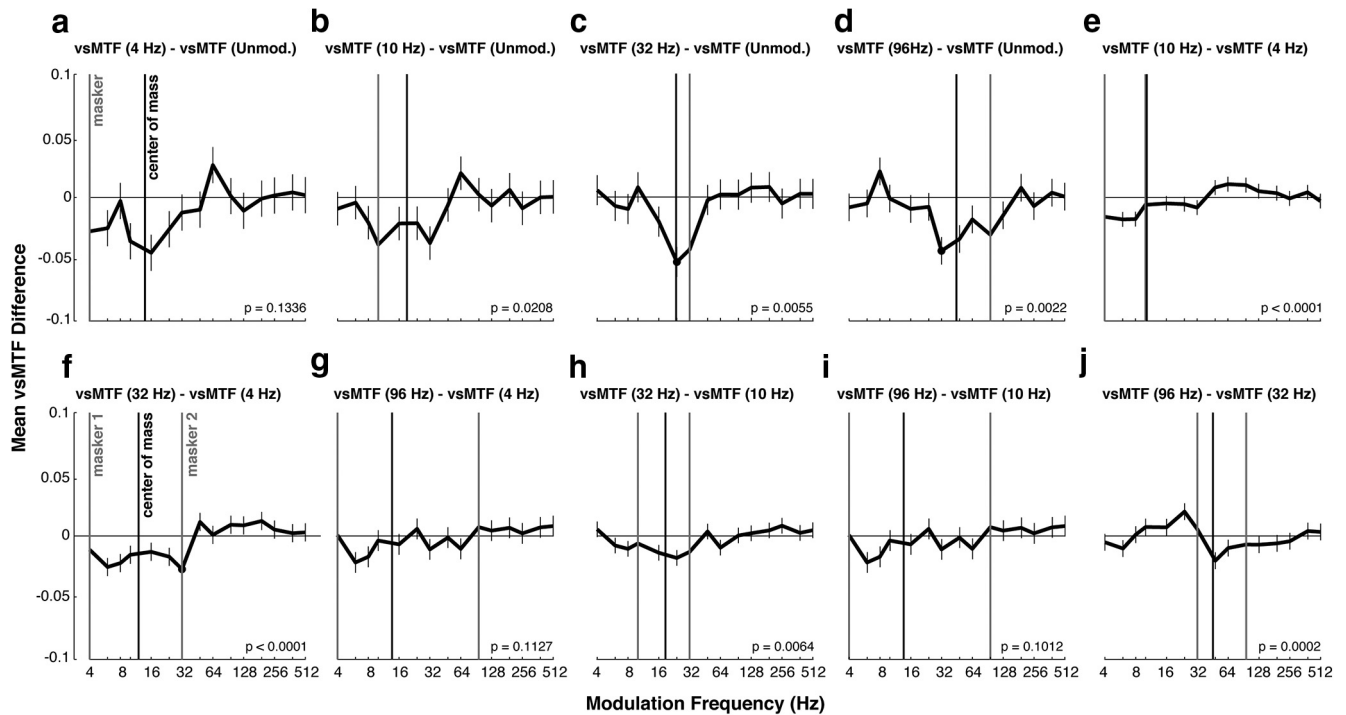 a
vsMTF (4 Hz) - vsMTF (Unmod.)
b
vsMTF (10 Hz) - vsMTF (Unmod.)
c
vsMTF (32 Hz) - vsMTF (Unmod.)
d
vsMTF (96Hz) - vsMTF (Unmod.)
e
vsMTF (10 Hz) - vsMTF (4 Hz)
0.1
0.05
0
-0.05
-0.1
masker
center of mass
p = 0.1336
p = 0.0208
p = 0.0055
p = 0.0022
p < 0.0001
Mean vsMTF Difference
f
vsMTF (32 Hz) - vsMTF (4 Hz)
g
vsMTF (96 Hz) - vsMTF (4 Hz)
h
vsMTF (32 Hz) - vsMTF (10 Hz)
i
vsMTF (96 Hz) - vsMTF (10 Hz)
j
vsMTF (96 Hz) - vsMTF (32 Hz)
0.1
0.05
0
-0.05
-0.1
masker 1
center of mass
masker 2
p < 0.0001
p = 0.1127
p = 0.0064
p = 0.1012
p = 0.0002
4 8 16 32 64 128 256 512
4 8 16 32 64 128 256 512
4 8 16 32 64 128 256 512
4 8 16 32 64 128 256 512
4 8 16 32 64 128 256 512
Modulation Frequency (Hz)